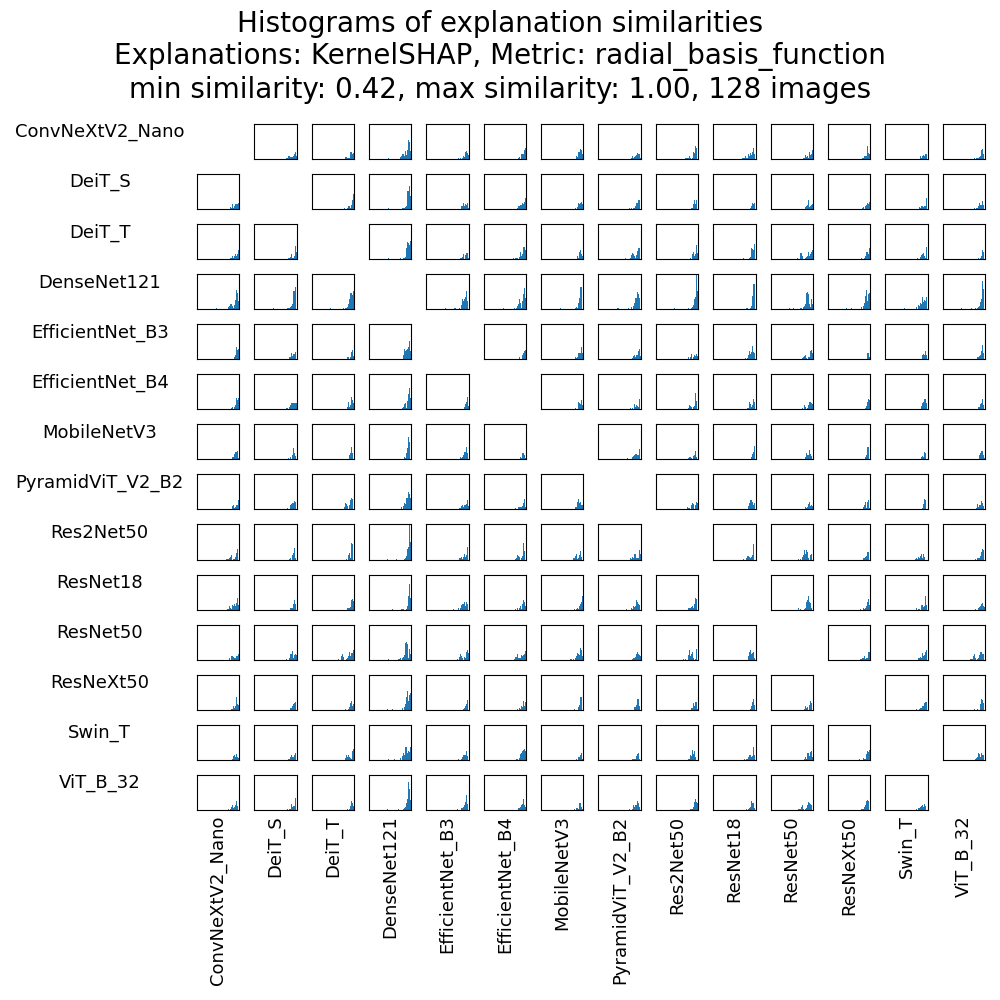 Histograms of explanation similarities
Explanations: KernelSHAP, Metric: radial_basis_function
min similarity: 0.42, max similarity: 1.00, 128 images
ConvNeXtV2_Nano
DeiT_S
DeiT_T
DenseNet121
EfficientNet_B3
EfficientNet_B4
MobileNetV3
PyramidViT_V2_B2
Res2Net50
ResNet18
ResNet50
ResNeXt50
Swin_T
ViT_B_32
ConvNeXtV2_Nano
DeiT_S
DeiT_T
DenseNet121
EfficientNet_B3
EfficientNet_B4
MobileNetV3
PyramidViT_V2_B2
Res2Net50
ResNet18
ResNet50
ResNeXt50
Swin_T
ViT_B_32